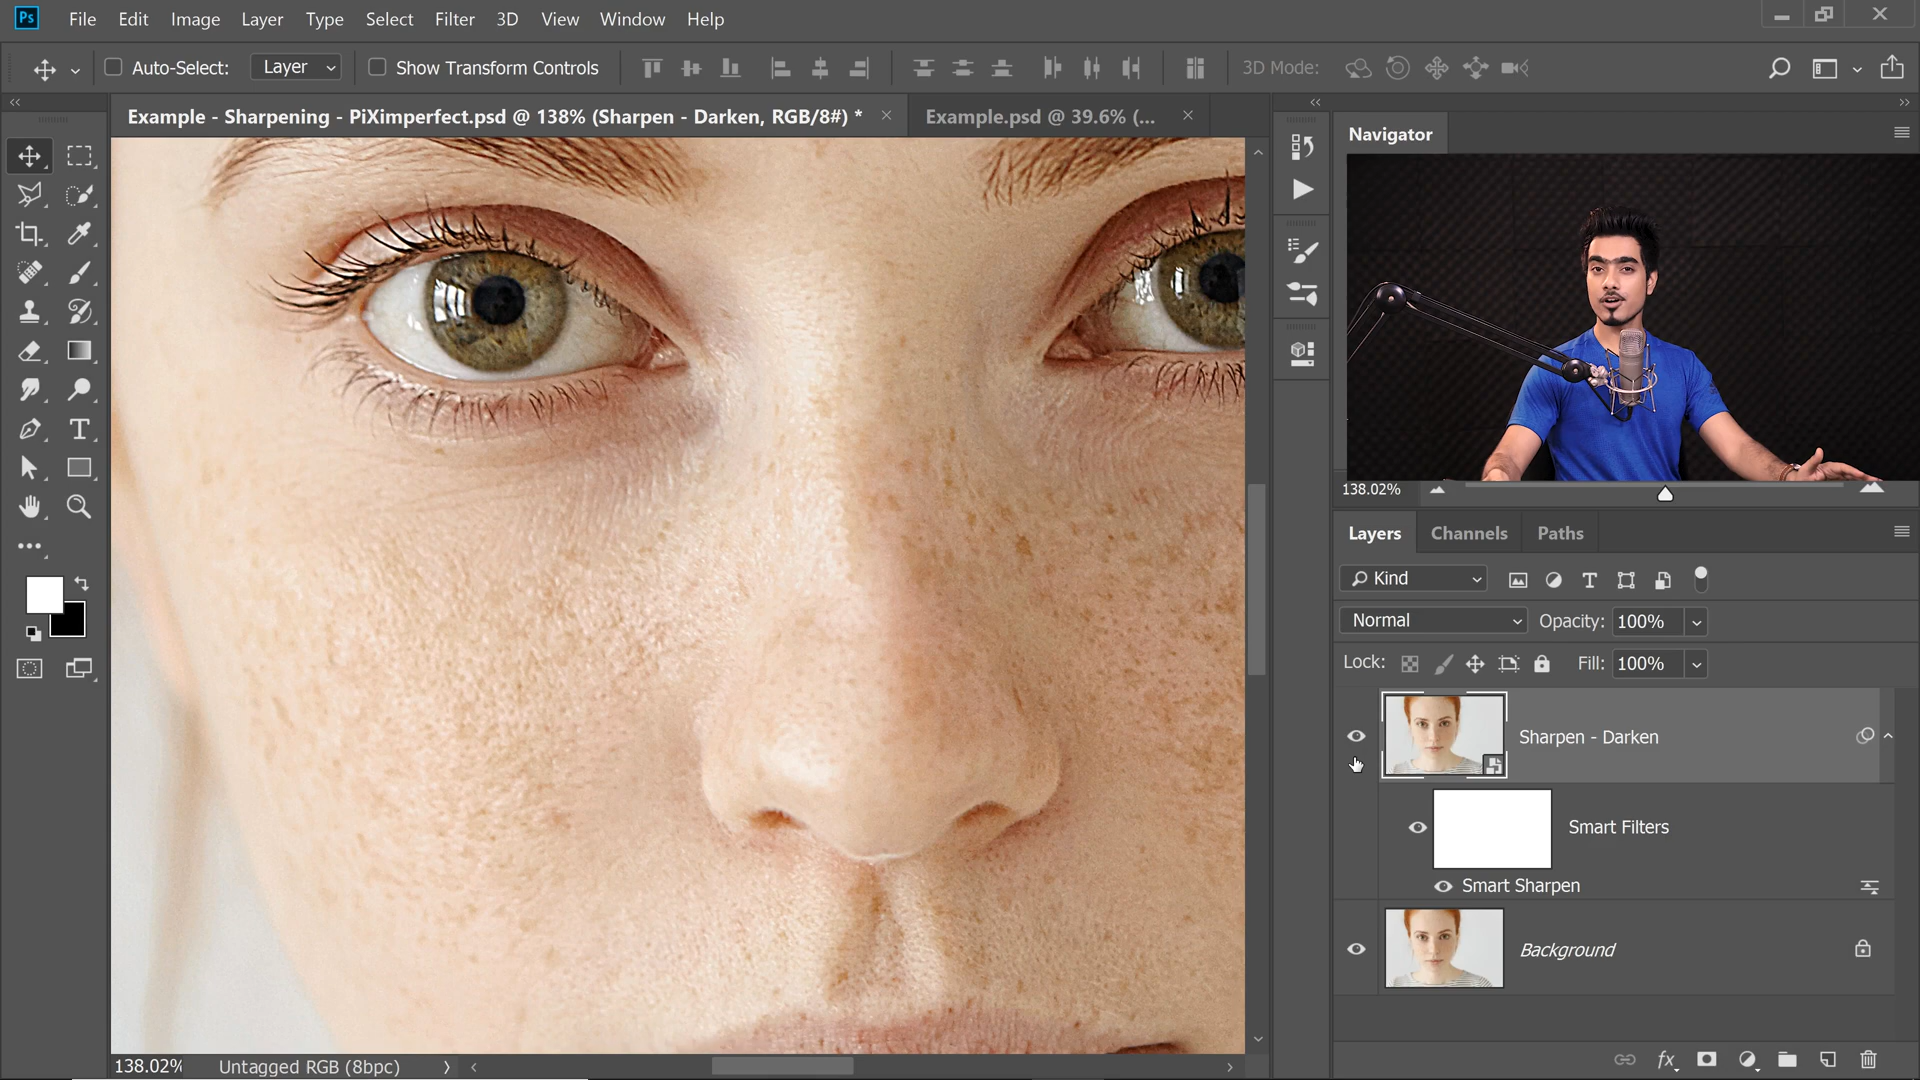 Ps File Edit Image Layer Type Select Filter 3D View Window Help
Auto-Select: Layer Show Transform Controls 3D Mode:
Example - Sharpening - PiXimperfect.psd @ 138% (Sharpen - Darken, RGB/8#) * Example.psd @ 39.6% (...
Navigator
138.02%
Layers Channels Paths
Kind
Normal Opacity: 100%
Lock: Fill: 100%
Sharpen - Darken
Smart Filters
Smart Sharpen
Background
138.02% Untagged RGB (8bpc)
fx